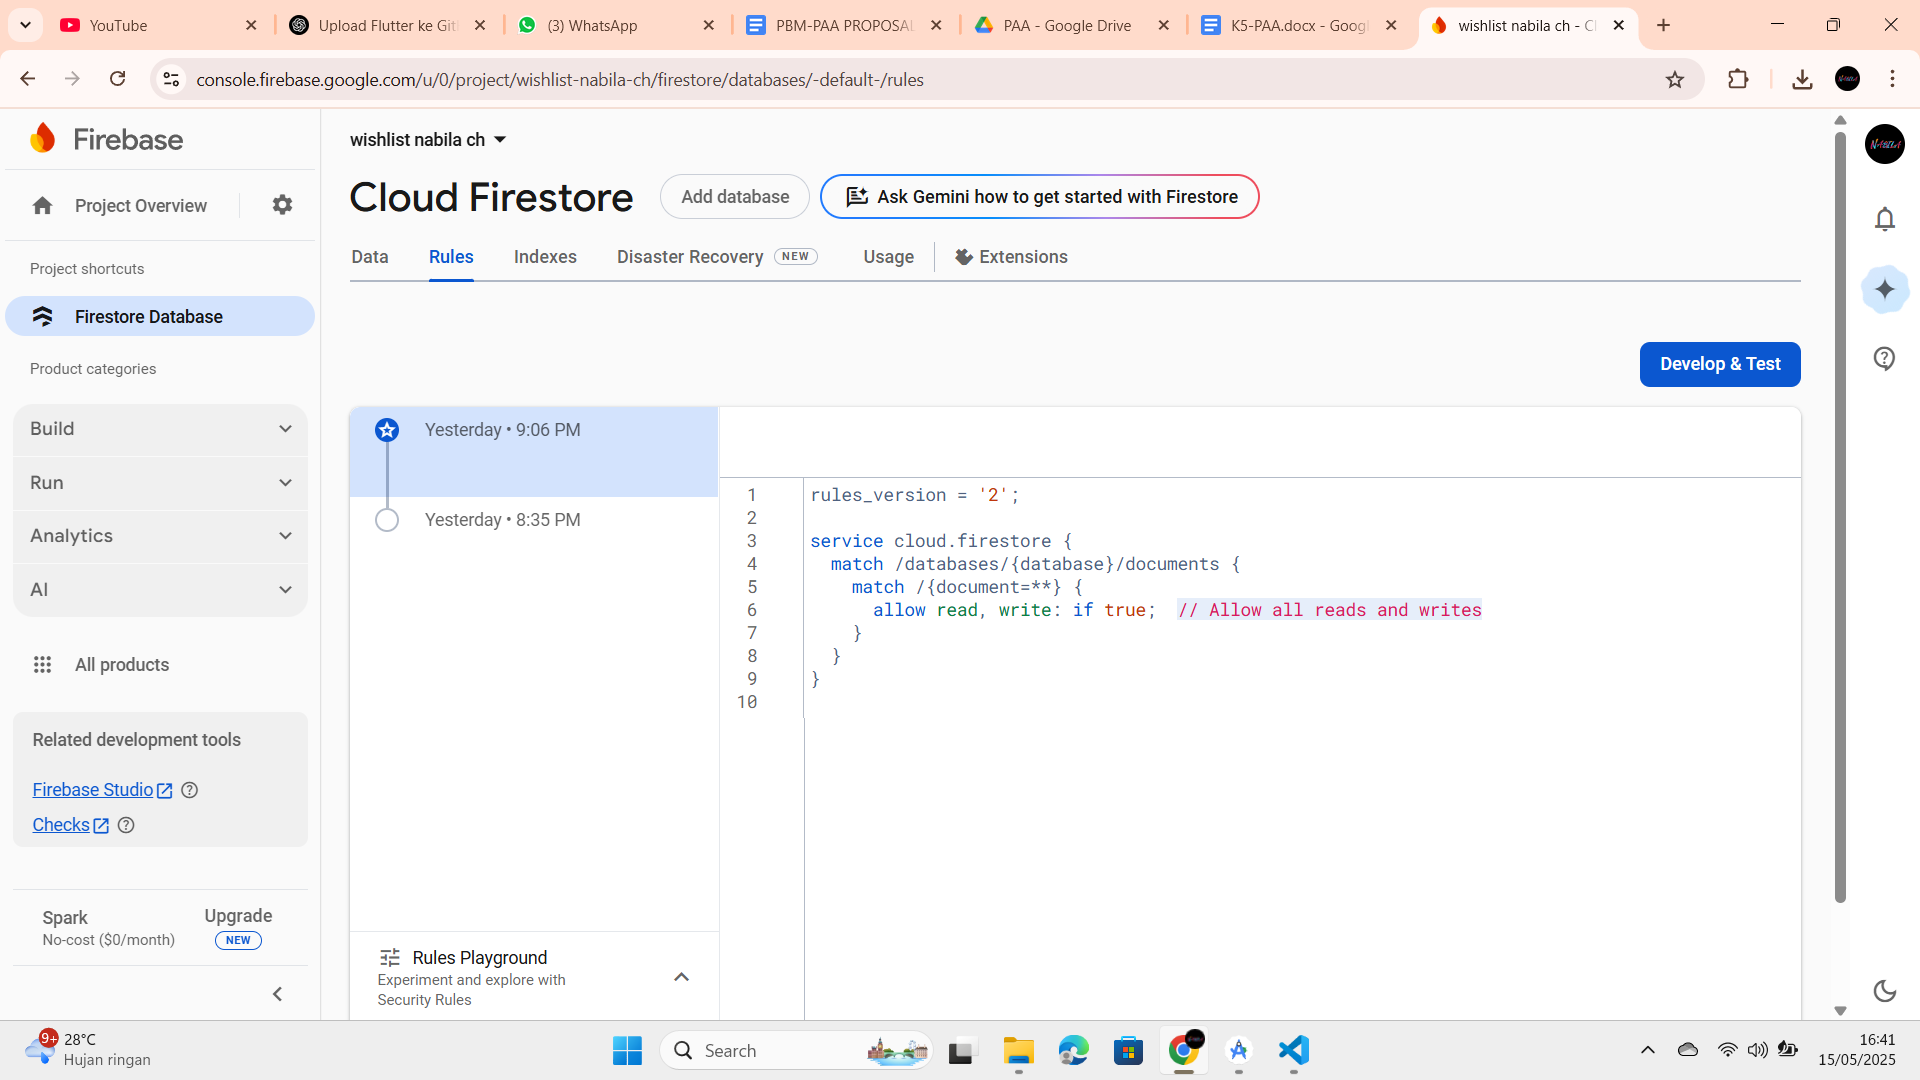 YouTube
Upload Flutter ke Git
(3) WhatsApp
PBM-PAA PROPOSAL
PAA - Google Drive
K5-PAA.docx - Googl
wishlist nabila ch - Cl
console.firebase.google.com/u/0/project/wishlist-nabila-ch/firestore/databases/-default-/rules
Firebase
Project Overview
Project shortcuts
Firestore Database
Product categories
Build
Run
Analytics
AI
All products
Related development tools
Firebase Studio
Checks
Spark
No-cost ($0/month)
Upgrade
NEW
wishlist nabila ch
Cloud Firestore
Add database
Ask Gemini how to get started with Firestore
Data
Rules
Indexes
Disaster Recovery NEW
Usage
Extensions
Develop & Test
Yesterday • 9:06 PM
Yesterday • 8:35 PM
Rules Playground
Experiment and explore with
Security Rules
1 rules_version = '2';
2
3 service cloud.firestore {
4 match /databases/{database}/documents {
5 match /{document=**} {
6 allow read, write: if true; // Allow all reads and writes
7 }
8 }
9 }
10
9+
28°C
Hujan ringan
Search
16:41
15/05/2025